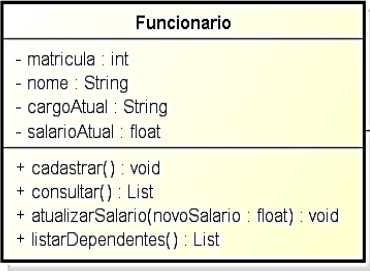 Funcionario
- matricula : int
- nome : String
- cargoAtual : String
- salarioAtual : float
+ cadastrar() : void
+ consultar() : List
+ atualizarSalario(novoSalario : float) : void
+ listarDependentes() : List